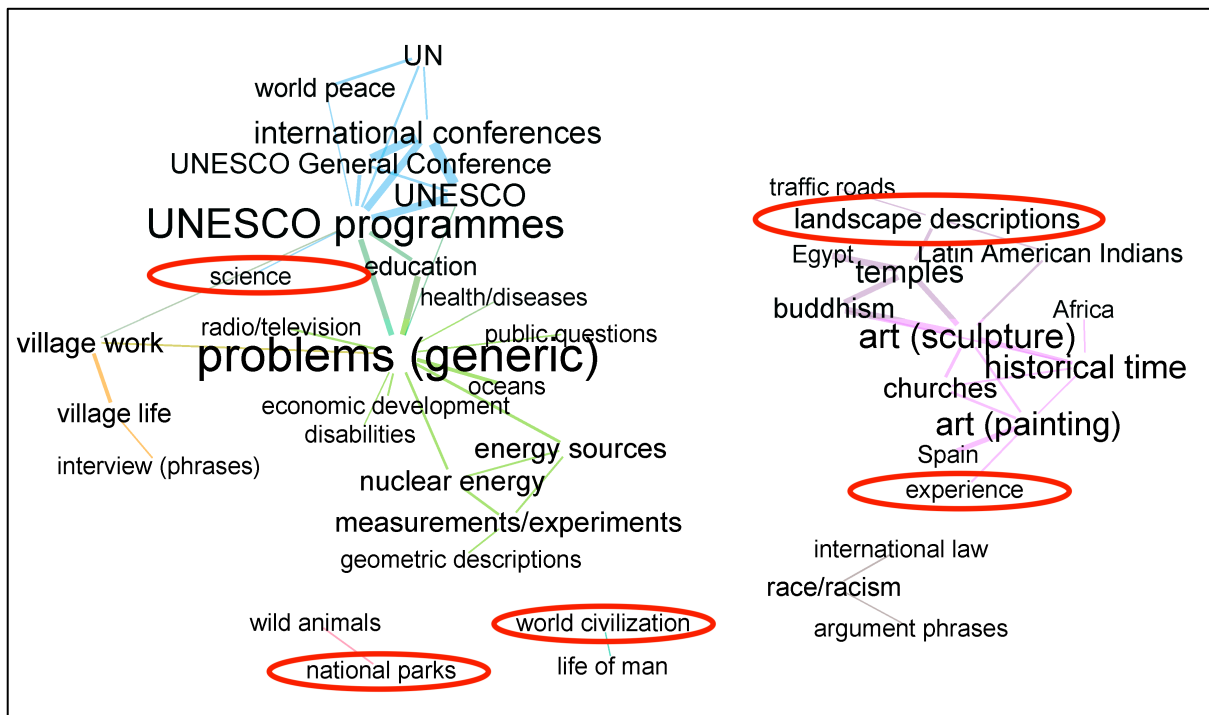 UN
world peace
international conferences
UNESCO General Conference
UNESCO
UNESCO programmes
science
education
health/diseases
radio/television
public questions
village work
problems (generic)
oceans
economic development
village life
disabilities
energy sources
interview (phrases)
nuclear energy
measurements/experiments
geometric descriptions
wild animals
national parks
world civilization
life of man
traffic roads
landscape descriptions
Egypt
Latin American Indians
temples
buddhism
Africa
art (sculpture)
historical time
churches
art (painting)
Spain
experience
international law
race/racism
argument phrases